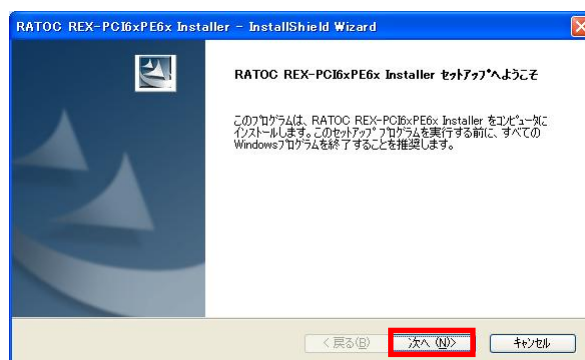 RATOC REX-PCI6xPE6x Installer - InstallShield Wizard
RATOC REX-PCI6xPE6x Installer ｾｯﾄｱｯﾌﾟへようこそ
このﾌﾟﾛｸﾞﾗﾑは、RATOC REX-PCI6xPE6x Installer をｺﾝﾋﾟｭｰﾀに
ｲﾝｽﾄｰﾙします。このｾｯﾄｱｯﾌﾟ ﾌﾟﾛｸﾞﾗﾑを実行する前に、すべての
Windowsﾌﾟﾛｸﾞﾗﾑを終了することを推奨します。
< 戻る(B)
次へ (N)>
ｷｬﾝｾﾙ